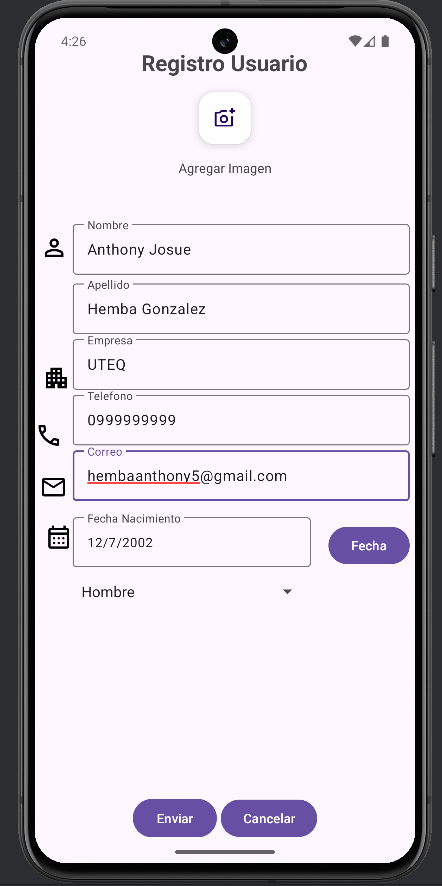 4:26
Registro Usuario
Agregar Imagen
Nombre
Anthony Josue
Apellido
Hemba Gonzalez
Empresa
UTEQ
Telefono
0999999999
Correo
hembaanthony5@gmail.com
Fecha Nacimiento
12/7/2002
Fecha
Hombre
Enviar
Cancelar